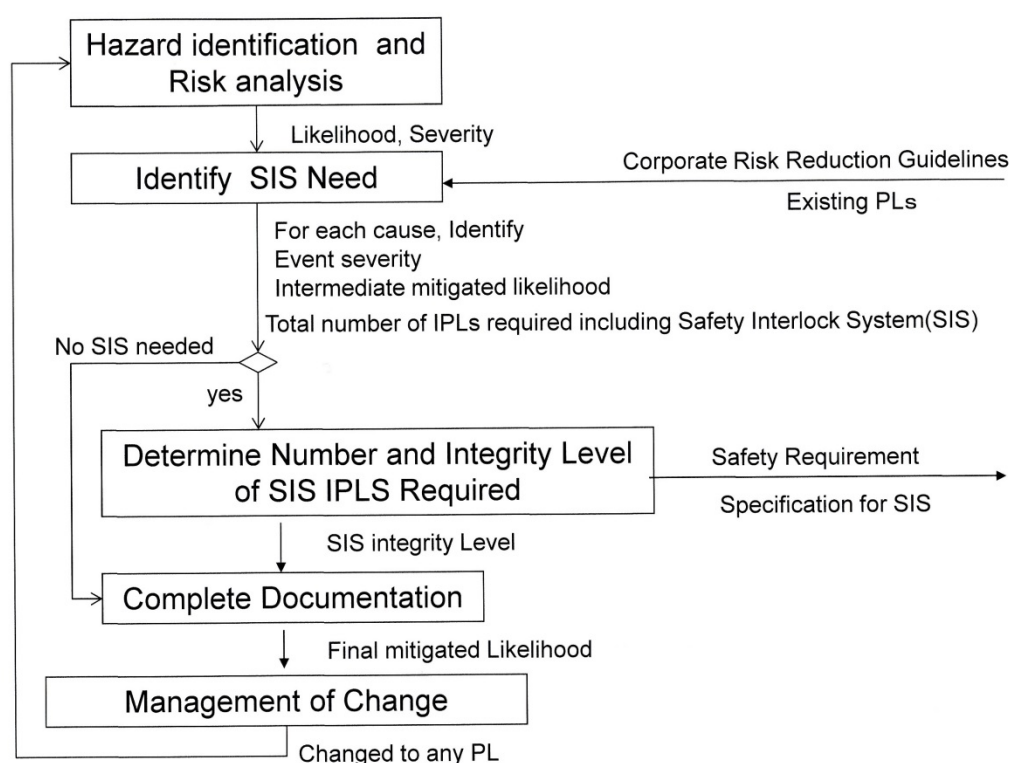 Hazard identification and
Risk analysis
Likelihood, Severity
Identify SIS Need
Corporate Risk Reduction Guidelines
Existing PLs
For each cause, Identify
Event severity
Intermediate mitigated likelihood
Total number of IPLs required including Safety Interlock System(SIS)
No SIS needed
yes
Determine Number and Integrity Level
of SIS IPLS Required
Safety Requirement
Specification for SIS
SIS integrity Level
Complete Documentation
Final mitigated Likelihood
Management of Change
Changed to any PL